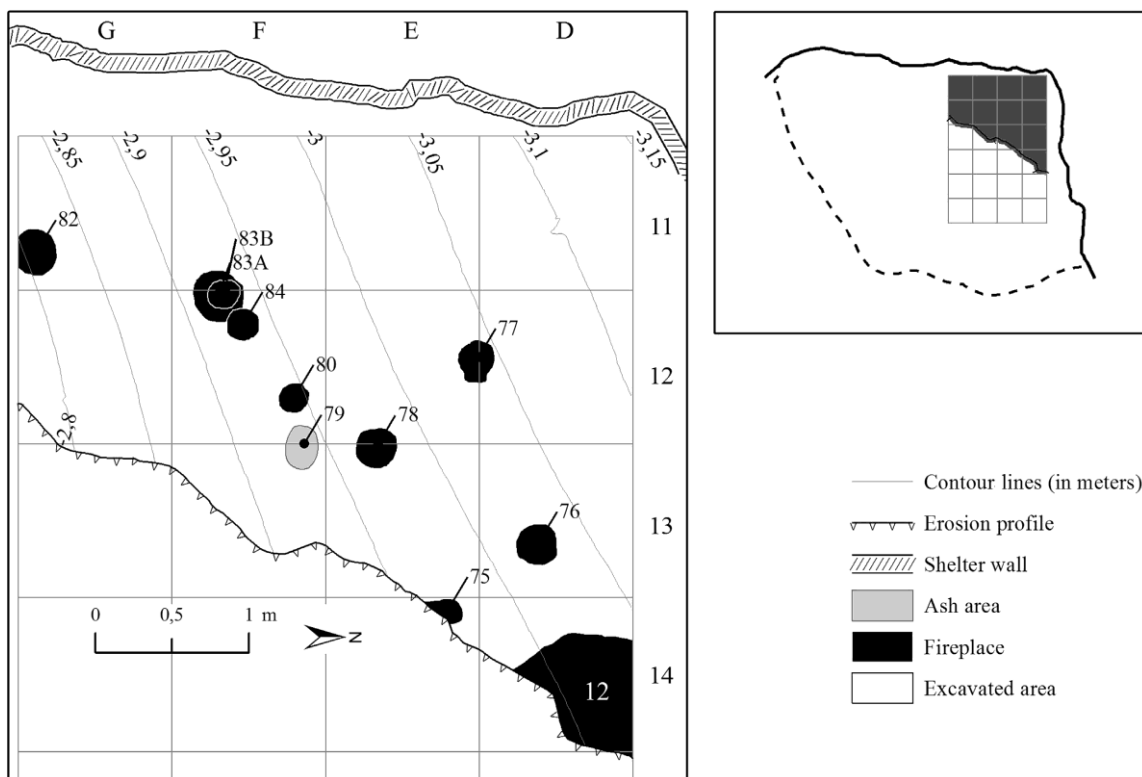 G F E D
-2,85
-2,9
-2,95
-3
-3,05
-3,1
-3,15
11
82
83B
83A
84
77
80
12
79
78
-2,8
76
13
75
0 0,5 1 m
N
14
12
Contour lines (in meters)
Erosion profile
Shelter wall
Ash area
Fireplace
Excavated area